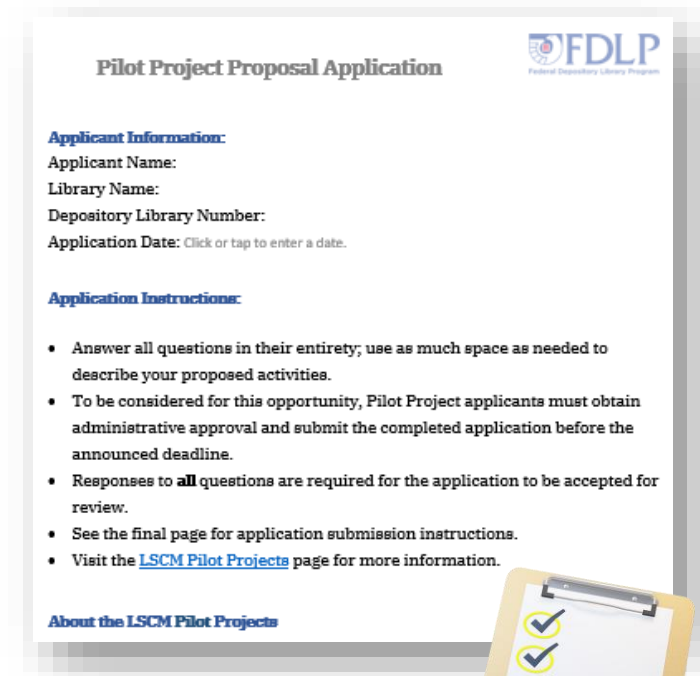 FDLP
Federal Depository Library Program
Pilot Project Proposal Application
Applicant Information:
Applicant Name:
Library Name:
Depository Library Number:
Application Date: Click or tap to enter a date.
Application Instructions:
• Answer all questions in their entirety; use as much space as needed to
describe your proposed activities.
• To be considered for this opportunity, Pilot Project applicants must obtain
administrative approval and submit the completed application before the
announced deadline.
• Responses to all questions are required for the application to be accepted for
review.
• See the final page for application submission instructions.
• Visit the LSCM Pilot Projects page for more information.
About the LSCM Pilot Projects